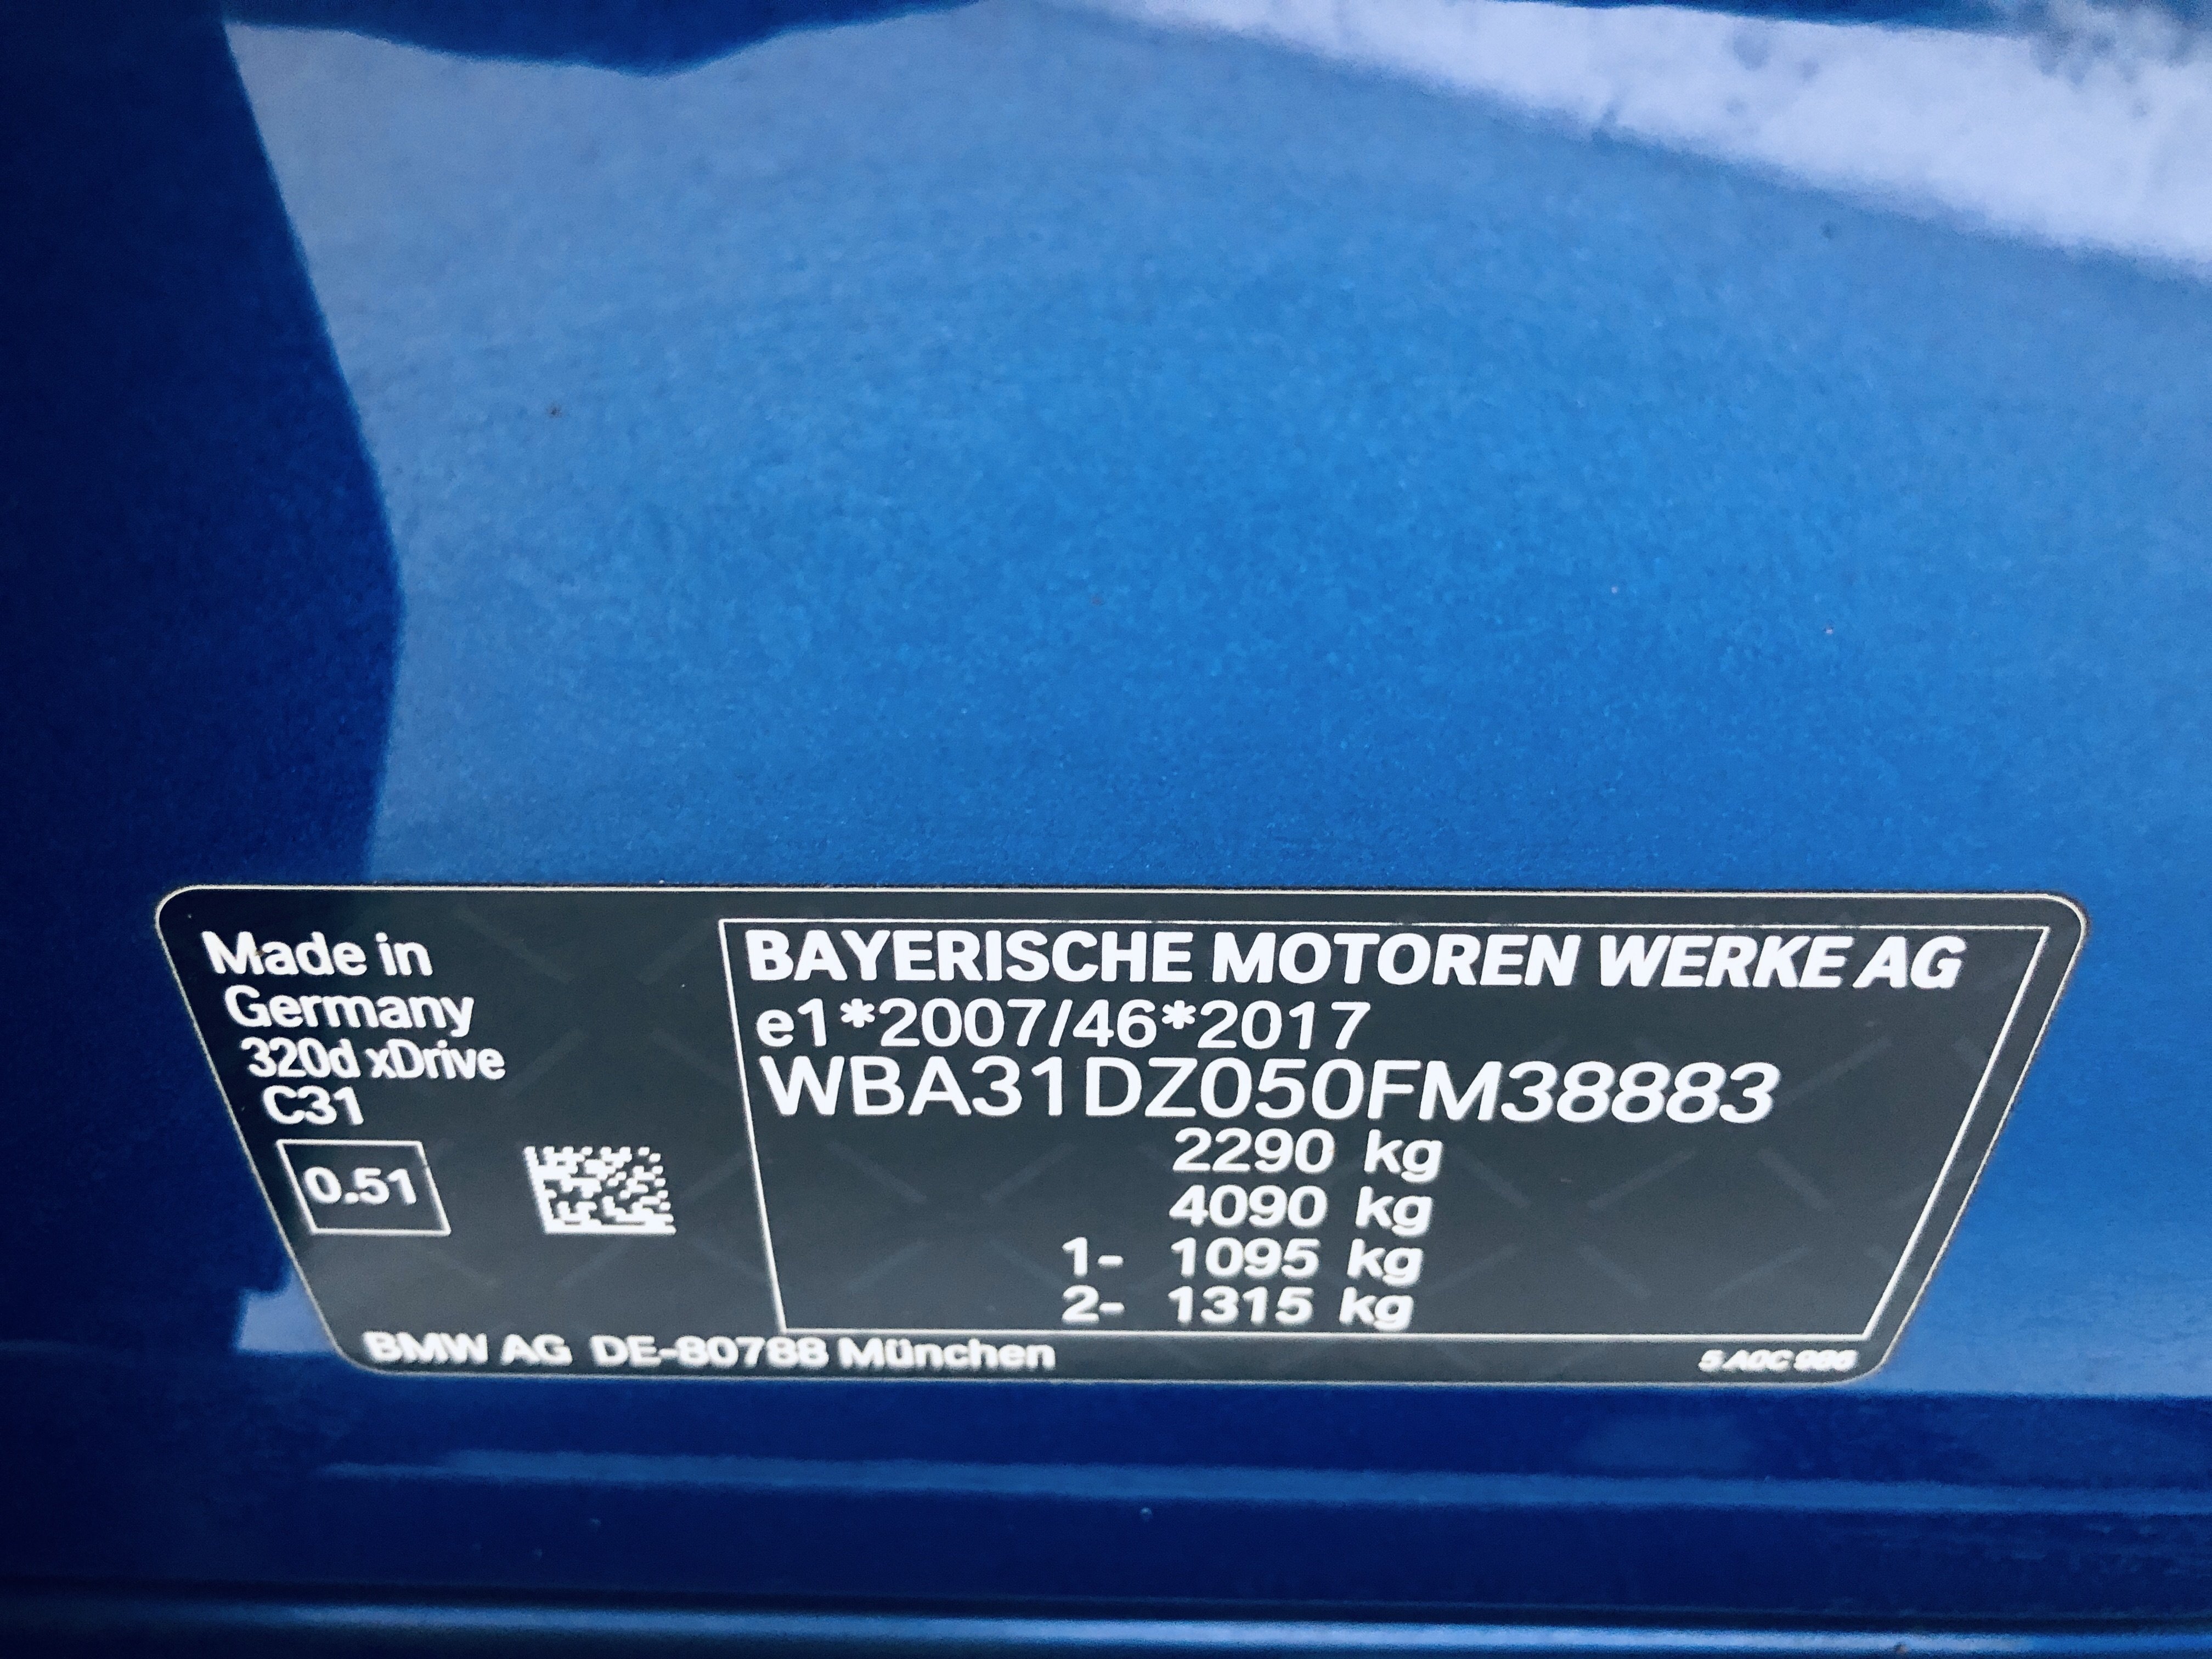 Made in
Germany
320d xDrive
C31
0.51
BAYERISCHE MOTOREN WERKE AG
e1*2007/46*2017
WBA31DZ050FM38883
2290 kg
4090 kg
1- 1095 kg
2- 1315 kg
BMW AG DE-80788 München